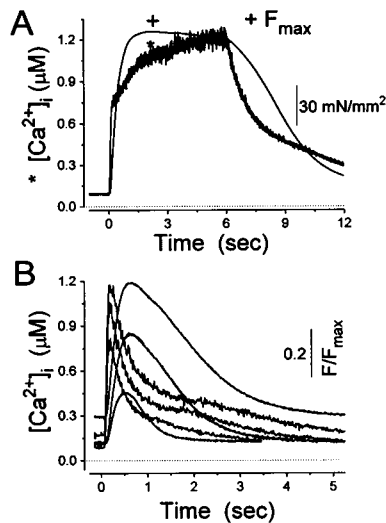 A
+
+ F_max
*
1.2
0.9
0.6
0.3
0.0
* [Ca²⁺]ᵢ (μM)
30 mN/mm²
0 3 6 9 12
Time (sec)
B
1.2
0.9
0.6
0.3
0.0
[Ca²⁺]ᵢ (μM)
0.2
F/F_max
0 1 2 3 4 5
Time (sec)